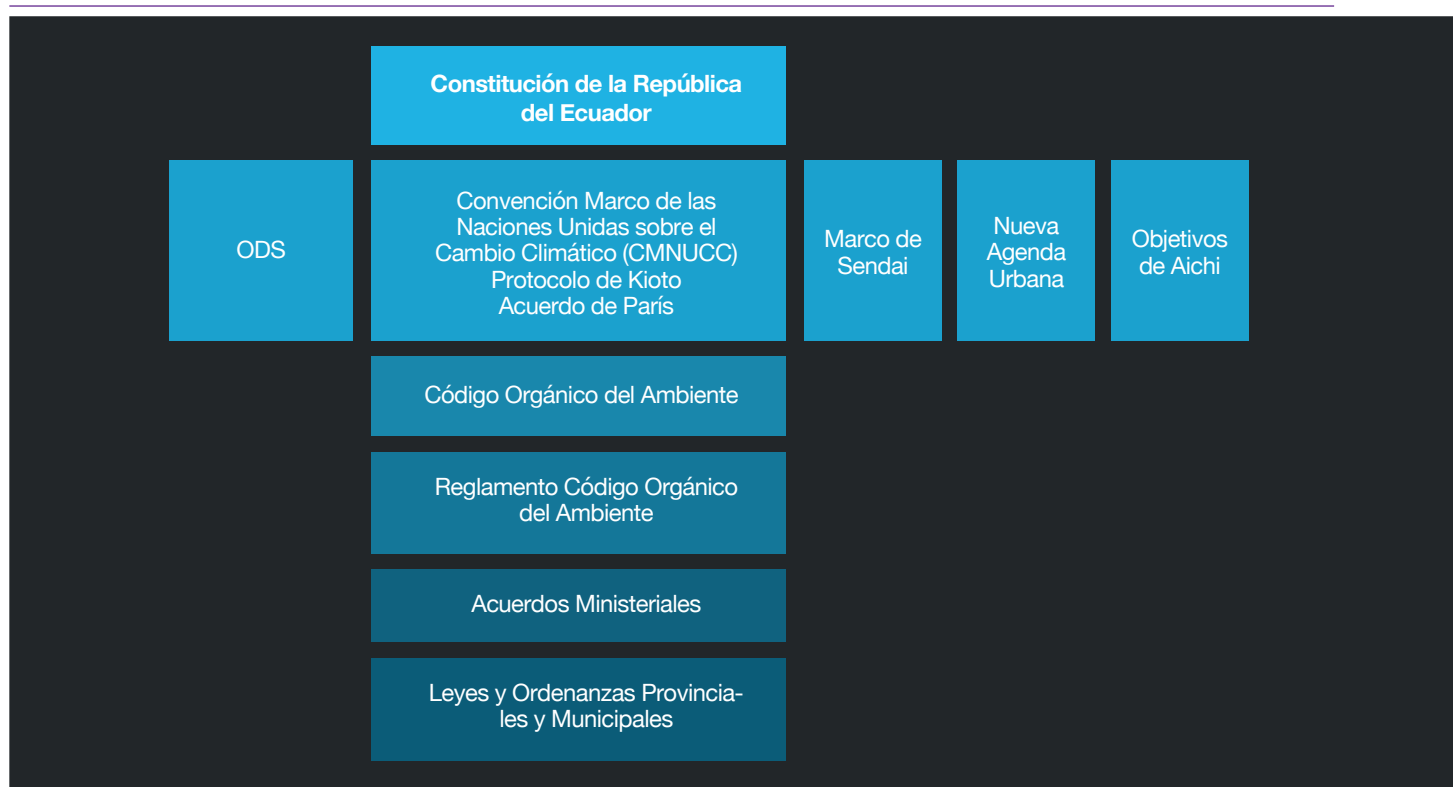 Constitución de la República
del Ecuador
ODS
Convención Marco de las
Naciones Unidas sobre el
Cambio Climático (CMNUCC)
Protocolo de Kioto
Acuerdo de París
Marco de
Sendai
Nueva
Agenda
Urbana
Objetivos
de Aichi
Código Orgánico del Ambiente
Reglamento Código Orgánico
del Ambiente
Acuerdos Ministeriales
Leyes y Ordenanzas Provincia-
les y Municipales